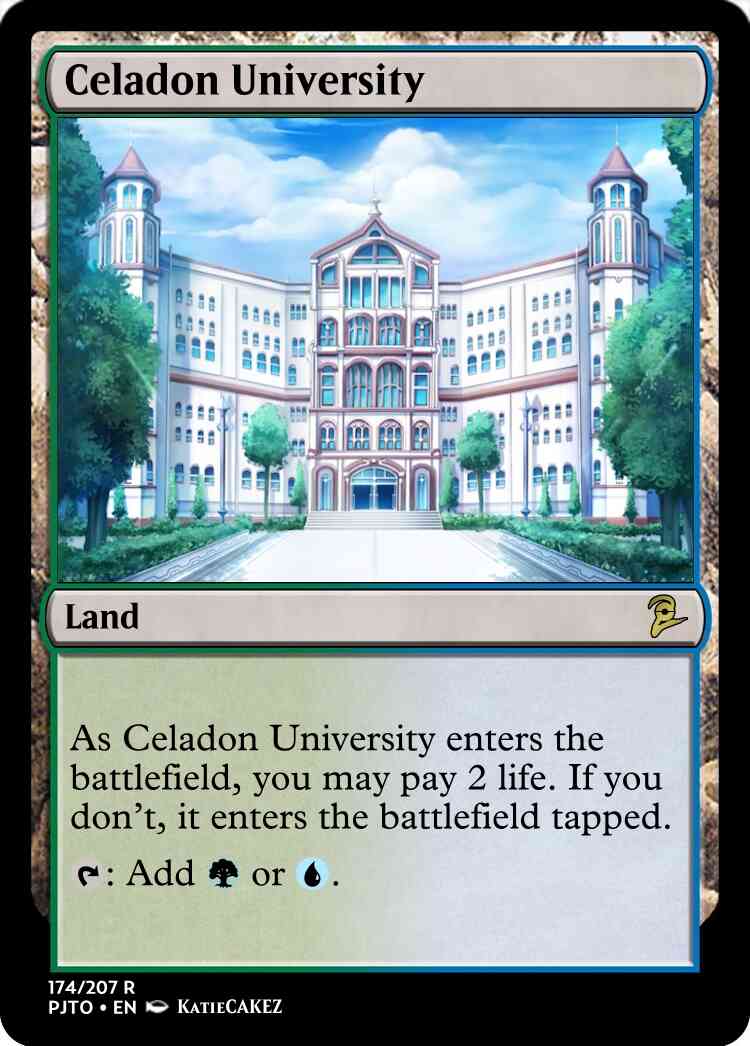 Celadon University
Land
As Celadon University enters the
battlefield, you may pay 2 life. If you
don't, it enters the battlefield tapped.
: Add or .
174/207 R
PJTO • EN KatieCAKEZ